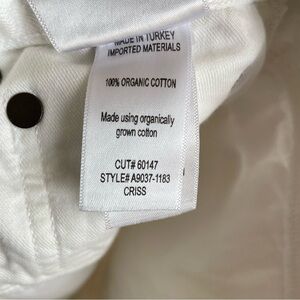 MADE IN TURKEY
IMPORTED MATERIALS
100% ORGANIC COTTON
Made using organically
grown cotton
CUT# 60147
STYLE# A9037-1183
CRISS